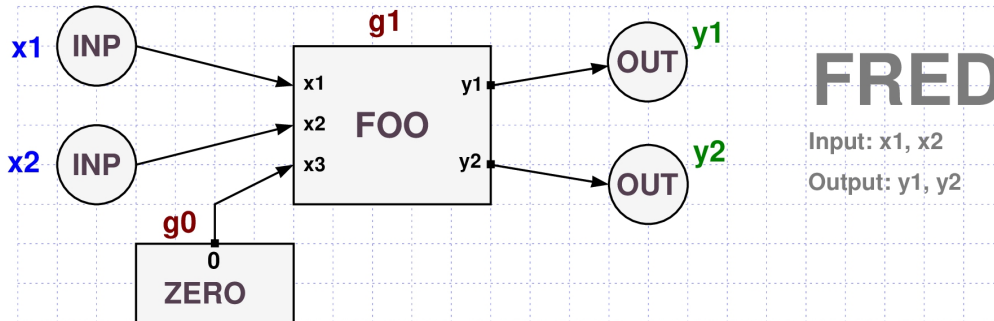 g1
x1 INP
x1
x2
x3
FOO
y1
y2
OUT y1
x2 INP
OUT y2
g0
0
ZERO
FRED
Input: x1, x2
Output: y1, y2